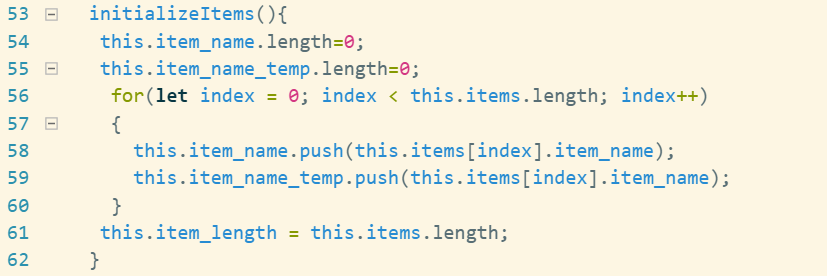 53 initializeItems(){
54 this.item_name.length=0;
55 this.item_name_temp.length=0;
56 for(let index = 0; index < this.items.length; index++)
57 {
58 this.item_name.push(this.items[index].item_name);
59 this.item_name_temp.push(this.items[index].item_name);
60 }
61 this.item_length = this.items.length;
62 }